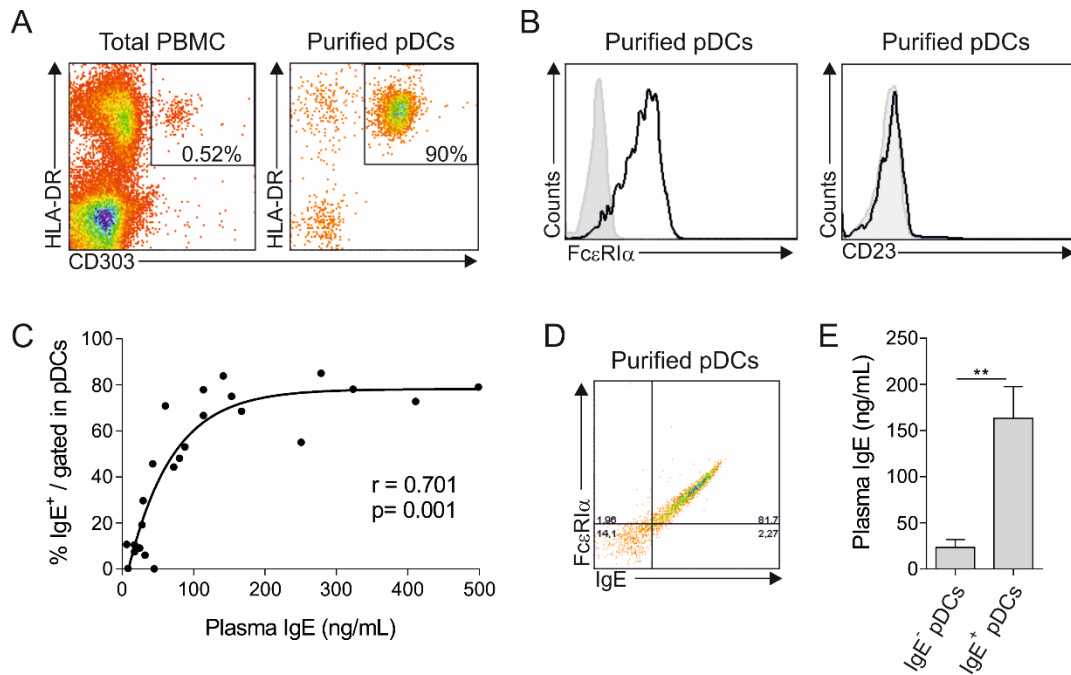 A
Total PBMC
Purified pDCs
HLA-DR
0.52%
HLA-DR
90%
CD303
B
Purified pDCs
Purified pDCs
Counts
FcεRIα
Counts
CD23
C
% IgE⁺ / gated in pDCs
100
80
60
40
20
0
r = 0.701
p= 0.001
0
100
200
300
400
500
Plasma IgE (ng/mL)
D
Purified pDCs
FcεRIα
1,96
81,7
14,1
2,27
IgE
E
Plasma IgE (ng/mL)
250
200
150
100
50
0
**
IgE⁻ pDCs
IgE⁺ pDCs